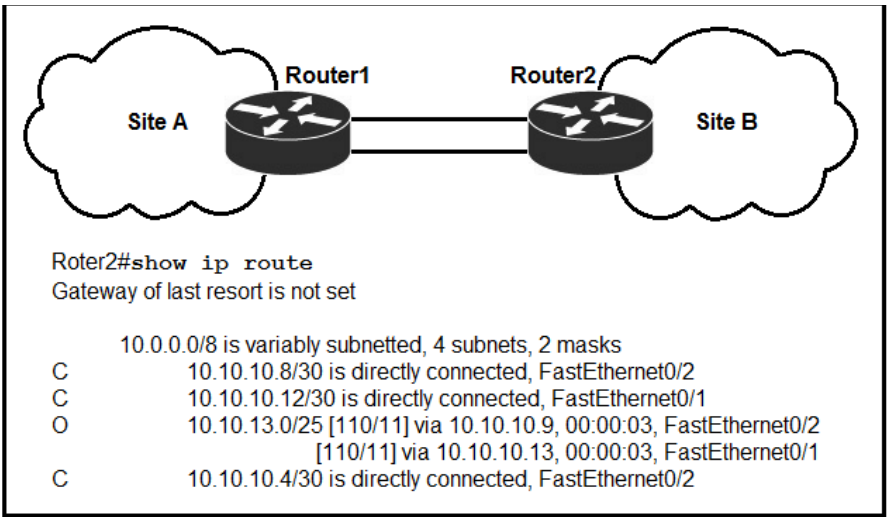 Router1
Router2
Site A
Site B
Roter2#show ip route
Gateway of last resort is not set
10.0.0.0/8 is variably subnetted, 4 subnets, 2 masks
C 10.10.10.8/30 is directly connected, FastEthernet0/2
C 10.10.10.12/30 is directly connected, FastEthernet0/1
O 10.10.13.0/25 [110/11] via 10.10.10.9, 00:00:03, FastEthernet0/2
[110/11] via 10.10.10.13, 00:00:03, FastEthernet0/1
C 10.10.10.4/30 is directly connected, FastEthernet0/2